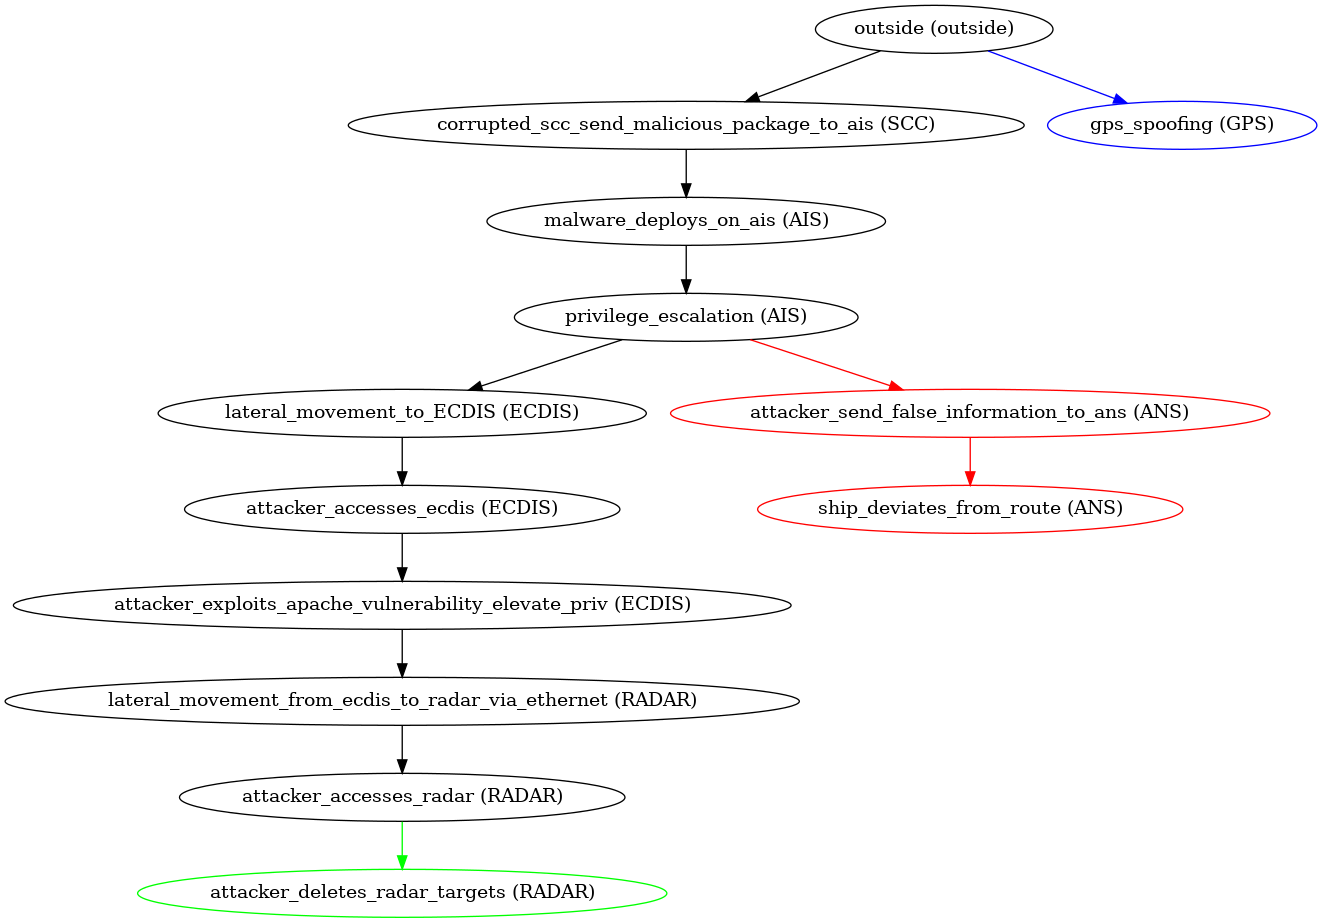 outside (outside)
corrupted_scc_send_malicious_package_to_ais (SCC)
gps_spoofing (GPS)
malware_deploys_on_ais (AIS)
privilege_escalation (AIS)
lateral_movement_to_ECDIS (ECDIS)
attacker_send_false_information_to_ans (ANS)
attacker_accesses_ecdis (ECDIS)
ship_deviates_from_route (ANS)
attacker_exploits_apache_vulnerability_elevate_priv (ECDIS)
lateral_movement_from_ecdis_to_radar_via_ethernet (RADAR)
attacker_accesses_radar (RADAR)
attacker_deletes_radar_targets (RADAR)